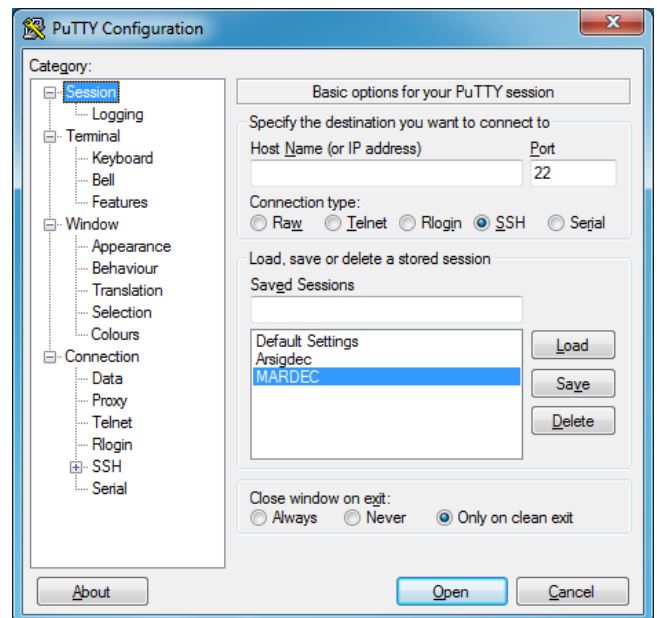 PuTTY Configuration
Category:
Session
Logging
Terminal
Keyboard
Bell
Features
Window
Appearance
Behaviour
Translation
Selection
Colours
Connection
Data
Proxy
Telnet
Rlogin
SSH
Serial
Basic options for your PuTTY session
Specify the destination you want to connect to
Host Name (or IP address) Port
22
Connection type:
Raw Telnet Rlogin SSH Serial
Load, save or delete a stored session
Saved Sessions
Default Settings
Arsigdec
MARDEC
Load
Save
Delete
Close window on exit:
Always Never Only on clean exit
About Open Cancel